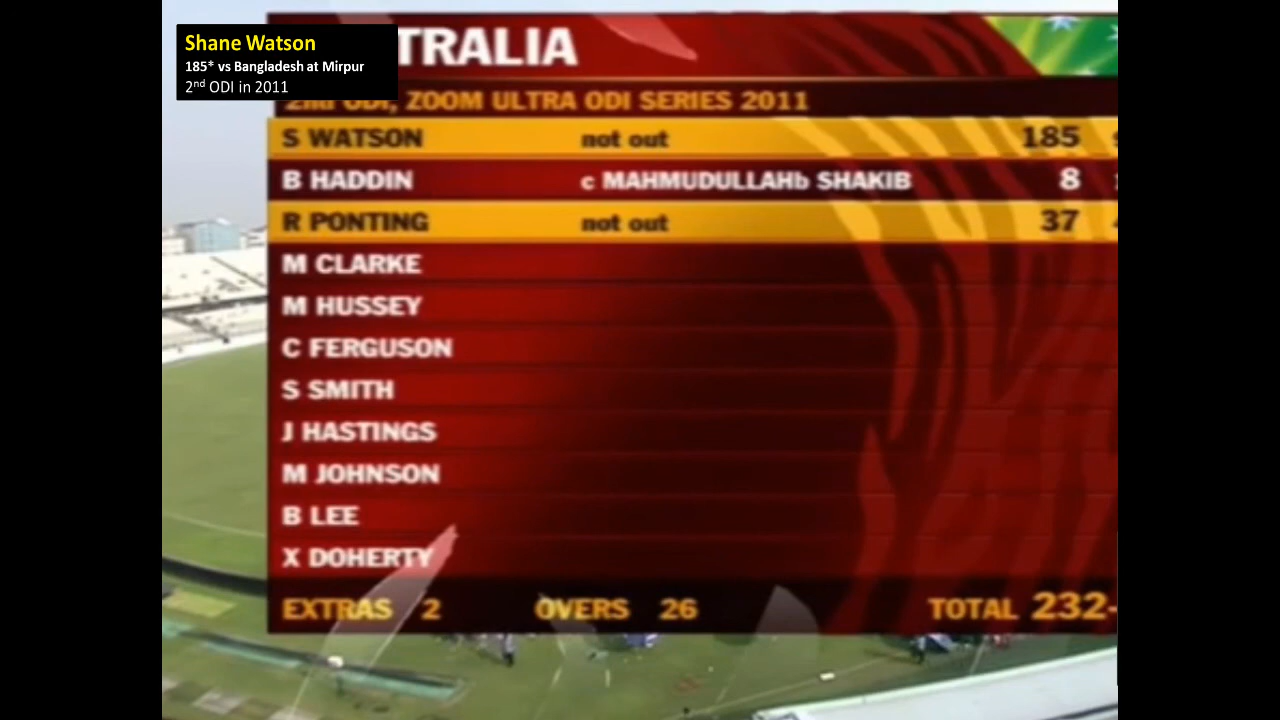 Shane Watson
185* vs Bangladesh at Mirpur
2nd ODI in 2011
TRALIA
2nd ODI, ZOOM ULTRA ODI SERIES 2011
S WATSON not out 185
B HADDIN c MAHMUDULLAHb SHAKIB 8
R PONTING not out 37
M CLARKE
M HUSSEY
C FERGUSON
S SMITH
J HASTINGS
M JOHNSON
B LEE
X DOHERTY
EXTRAS 2 OVERS 26 TOTAL 232-